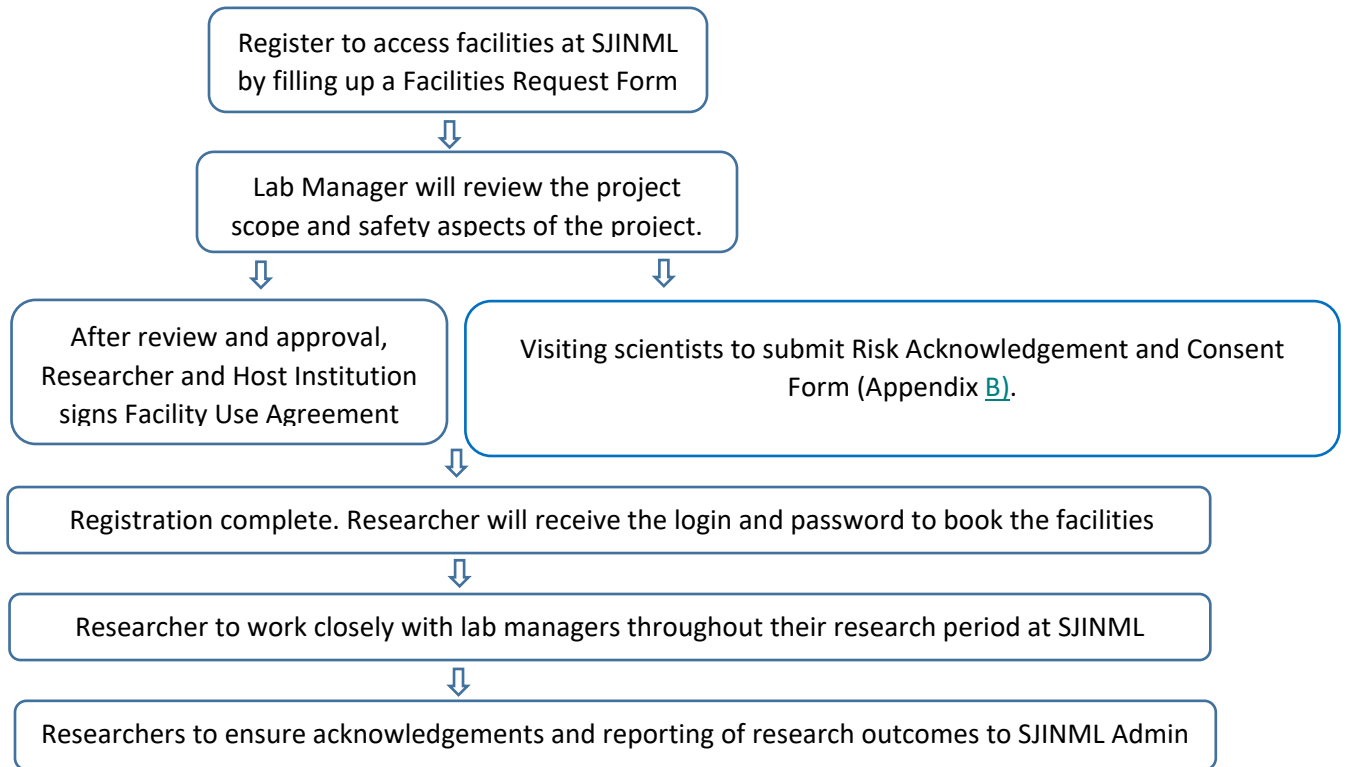 Register to access facilities at SJINML
by filling up a Facilities Request Form
Lab Manager will review the project
scope and safety aspects of the project.
After review and approval,
Researcher and Host Institution
signs Facility Use Agreement
Visiting scientists to submit Risk Acknowledgement and Consent
Form (Appendix B).
Registration complete. Researcher will receive the login and password to book the facilities
Researcher to work closely with lab managers throughout their research period at SJINML
Researchers to ensure acknowledgements and reporting of research outcomes to SJINML Admin